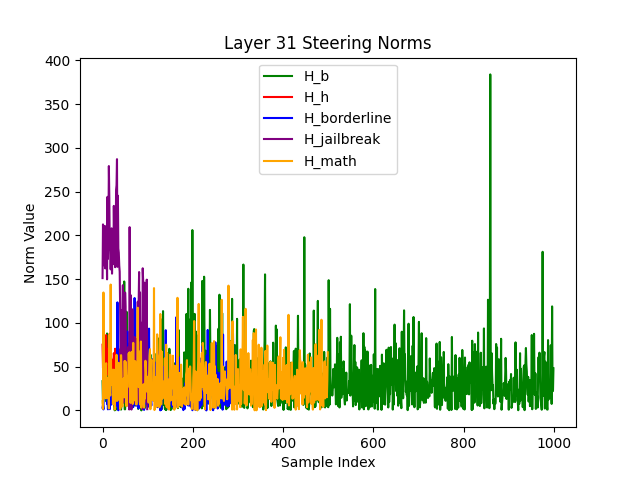 Layer 31 Steering Norms
400
350
300
250
200
150
100
50
0
Norm Value
H_b
H_h
H_borderline
H_jailbreak
H_math
0 200 400 600 800 1000
Sample Index